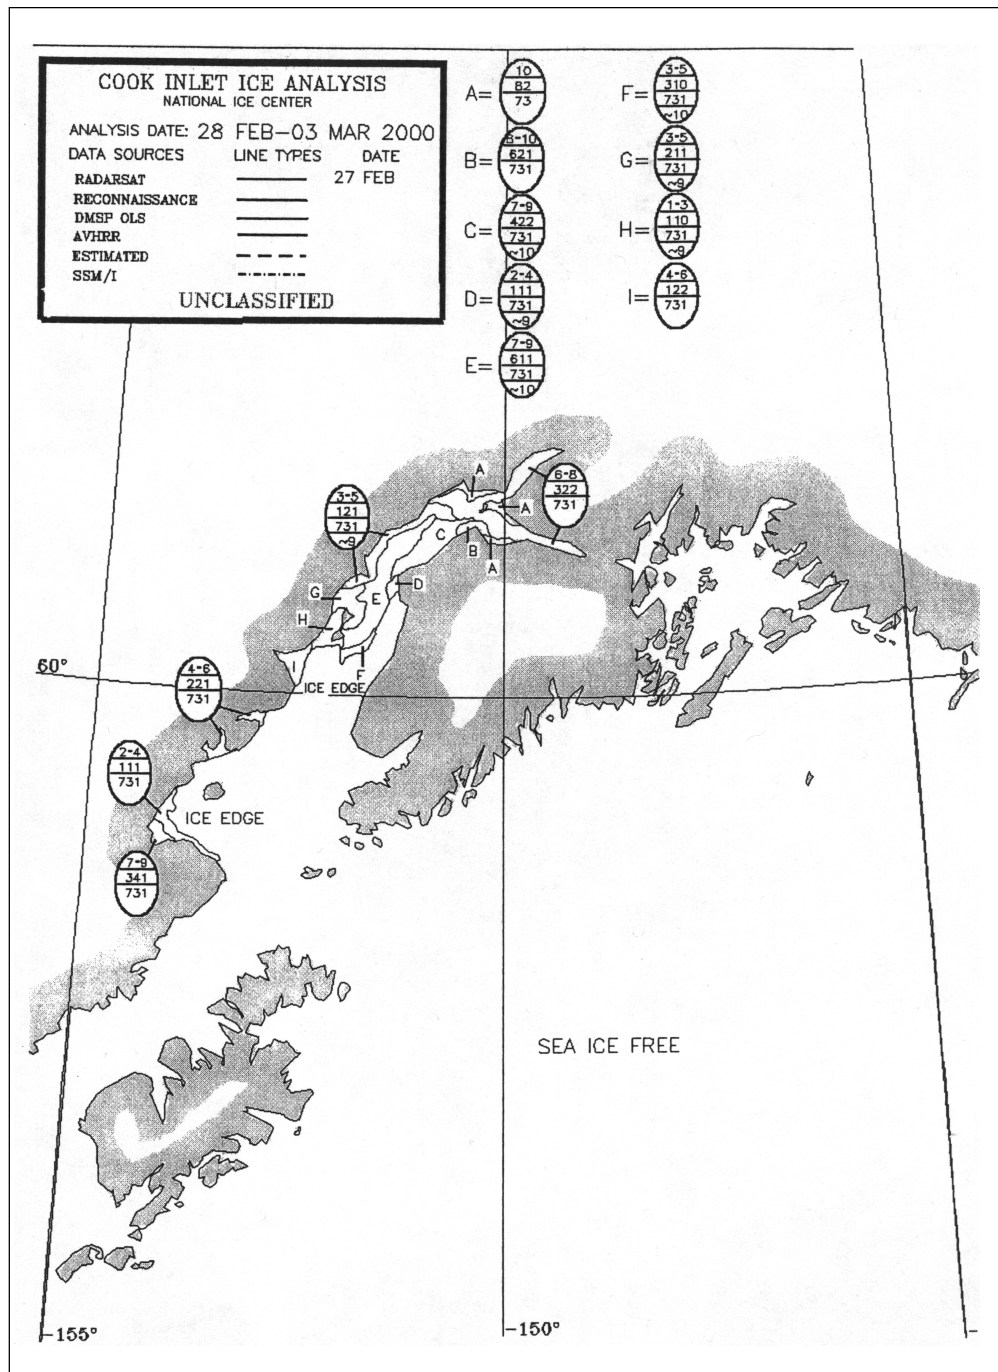 COOK INLET ICE ANALYSIS
NATIONAL ICE CENTER
ANALYSIS DATE: 28 FEB-03 MAR 2000
DATA SOURCES LINE TYPES DATE
RADARSAT 27 FEB
RECONNAISSANCE
DMSP OLS
AVHRR
ESTIMATED
SSM/I
UNCLASSIFIED
A=
10
82
73
B=
8-10
621
731
C=
7-9
422
731
~10
D=
2-4
111
731
~9
E=
7-9
611
731
~10
F=
3-5
310
731
~10
G=
3-5
211
731
~9
H=
1-3
110
731
~9
I=
4-6
122
731
A
6-8
322
731
3-5
121
731
~9
A
C
B
A
G
E
D
H
60°
I
F
ICE EDGE
4-6
221
731
2-4
111
731
ICE EDGE
7-9
341
731
SEA ICE FREE
-155°
-150°